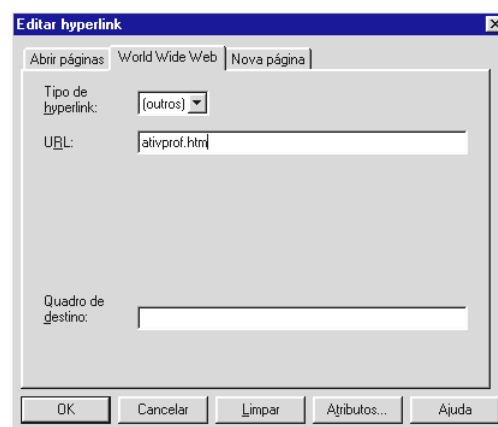 Editar hyperlink
Abrir páginas World Wide Web Nova página
Tipo de
hyperlink:
(outros)
URL:
ativprof.htm
Quadro de
destino:
OK Cancelar Limpar Atributos... Ajuda